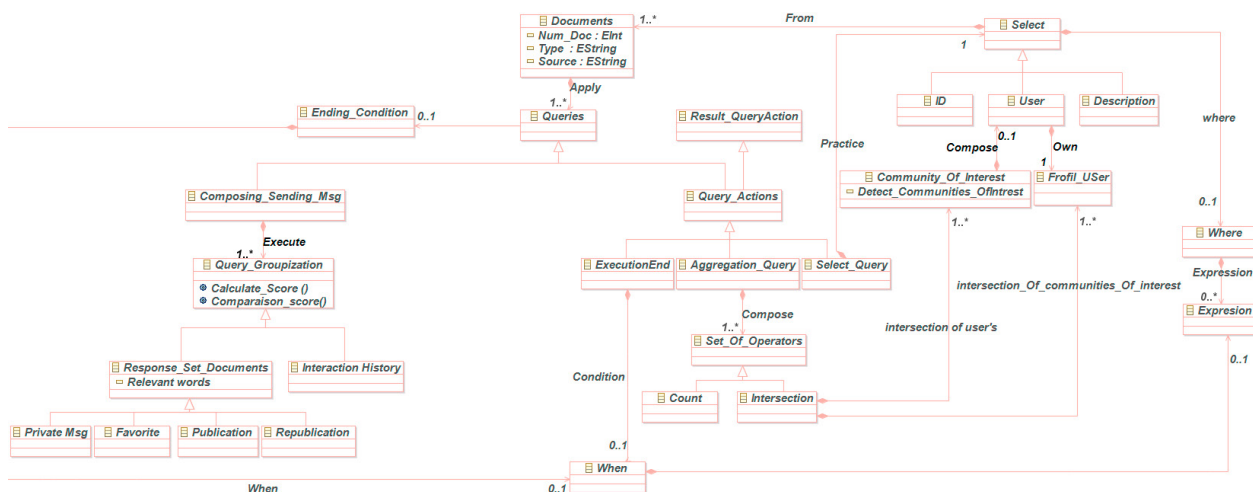 Documents
Num_Doc : EInt
Type : EString
Source : EString
1..*
From
Select
1
Apply
1..*
Ending_Condition
0..1
Queries
Result_QueryAction
ID
User
Description
Practice
where
0..1
Compose
Own
1
Composing_Sending_Msg
Query_Actions
Community_Of_Interest
Detect_Communities_OfIntrest
Frofil_USer
1..*
1..*
0..1
Where
Execute
1..*
Query_Groupization
Calculate_Score ()
Comparaison_score()
ExecutionEnd
Aggregation_Query
Select_Query
Expression
intersection_Of_communities_Of_interest
0..*
Expresion
Compose
1..*
intersection of user's
Set_Of_Operators
0..1
Response_Set_Documents
Relevant words
Interaction History
Condition
Count
Intersection
Private Msg
Favorite
Publication
Republication
0..1
When
When
0..1
0..1